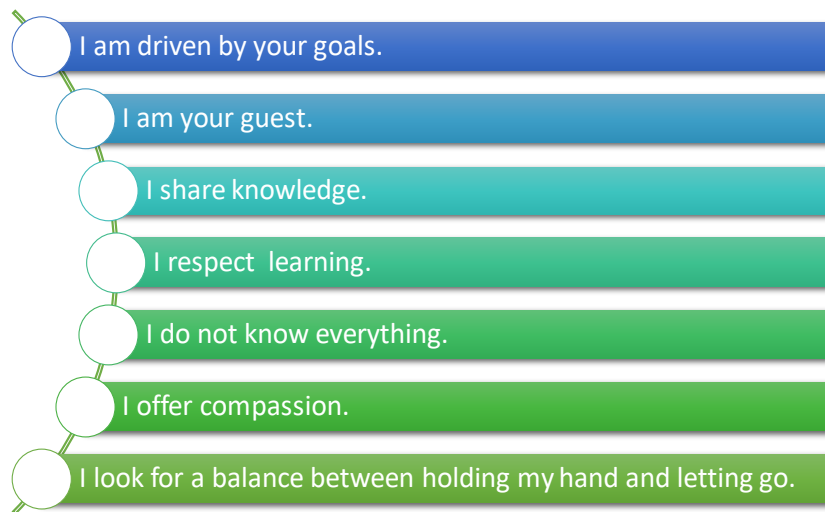 I am driven by your goals.
I am your guest.
I share knowledge.
I respect  learning.
I do not know everything.
I offer compassion.
I look for a balance between holding my hand and letting go.